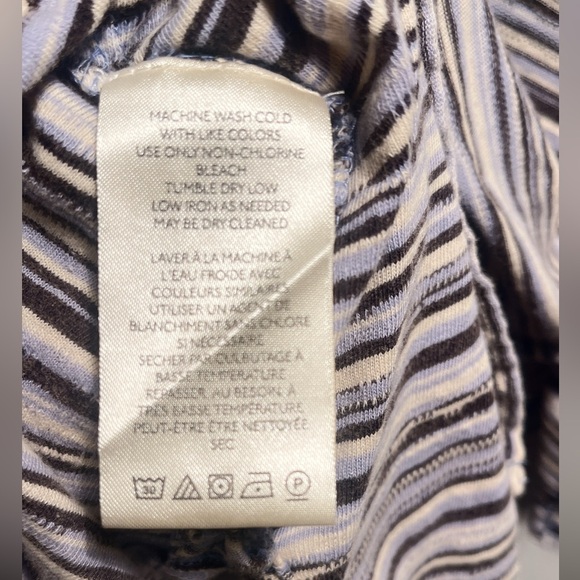 MACHINE WASH COLD
WITH LIKE COLORS
USE ONLY NON-CHLORINE
BLEACH
TUMBLE DRY LOW
LOW IRON AS NEEDED
MAY BE DRY CLEANED
LAVER À LA MACHINE À
L'EAU FROIDE AVEC
COULEURS SIMILAIRES
UTILISER UN AGENT DE
BLANCHIMENT SANS CHLORE
SI NÉCESSAIRE
SECHER PAR CULBUTAGE À
BASSE TEMPÉRATURE
REPASSER AU BESOIN À
TRÈS BASSE TEMPÉRATURE
PEUT-ÊTRE ÊTRE NETTOYÉE
SEC
30 P